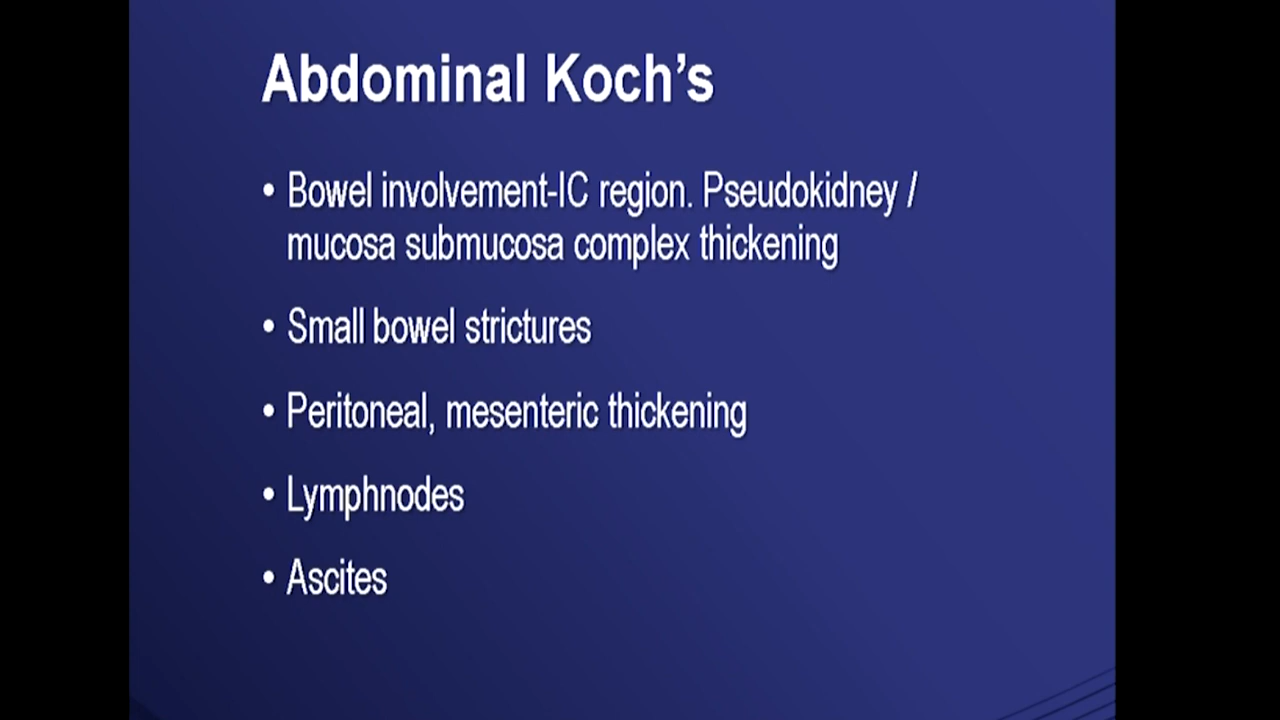 Abdominal Koch’s
• Bowel involvement-IC region. Pseudokidney /
mucosa submucosa complex thickening
• Small bowel strictures
• Peritoneal, mesenteric thickening
• Lymphnodes
• Ascites